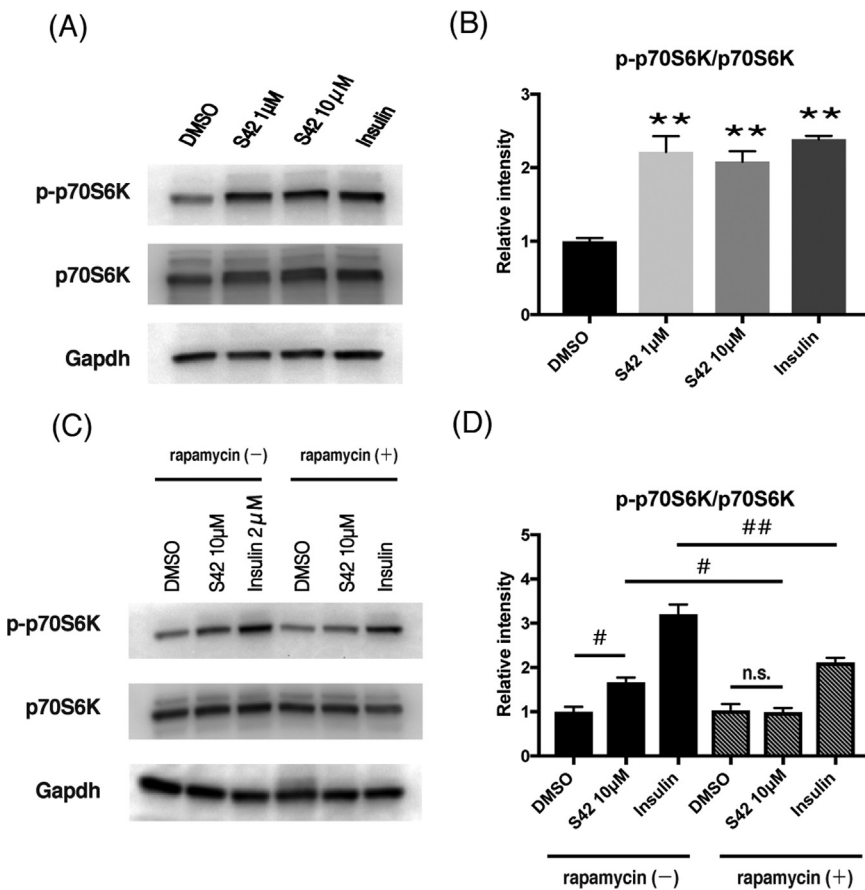 (A)
DMSO
S42 1μM
S42 10μM
Insulin
p-p70S6K
p70S6K
Gapdh
(B)
p-p70S6K/p70S6K
Relative intensity
3
2
1
0
**
**
**
DMSO
S42 1μM
S42 10μM
Insulin
(C)
rapamycin (−)
rapamycin (+)
DMSO
S42 10μM
Insulin 2μM
DMSO
S42 10μM
Insulin
p-p70S6K
p70S6K
Gapdh
(D)
p-p70S6K/p70S6K
Relative intensity
5
4
3
2
1
0
##
#
#
n.s.
DMSO
S42 10μM
Insulin
DMSO
S42 10μM
Insulin
rapamycin (−)
rapamycin (+)